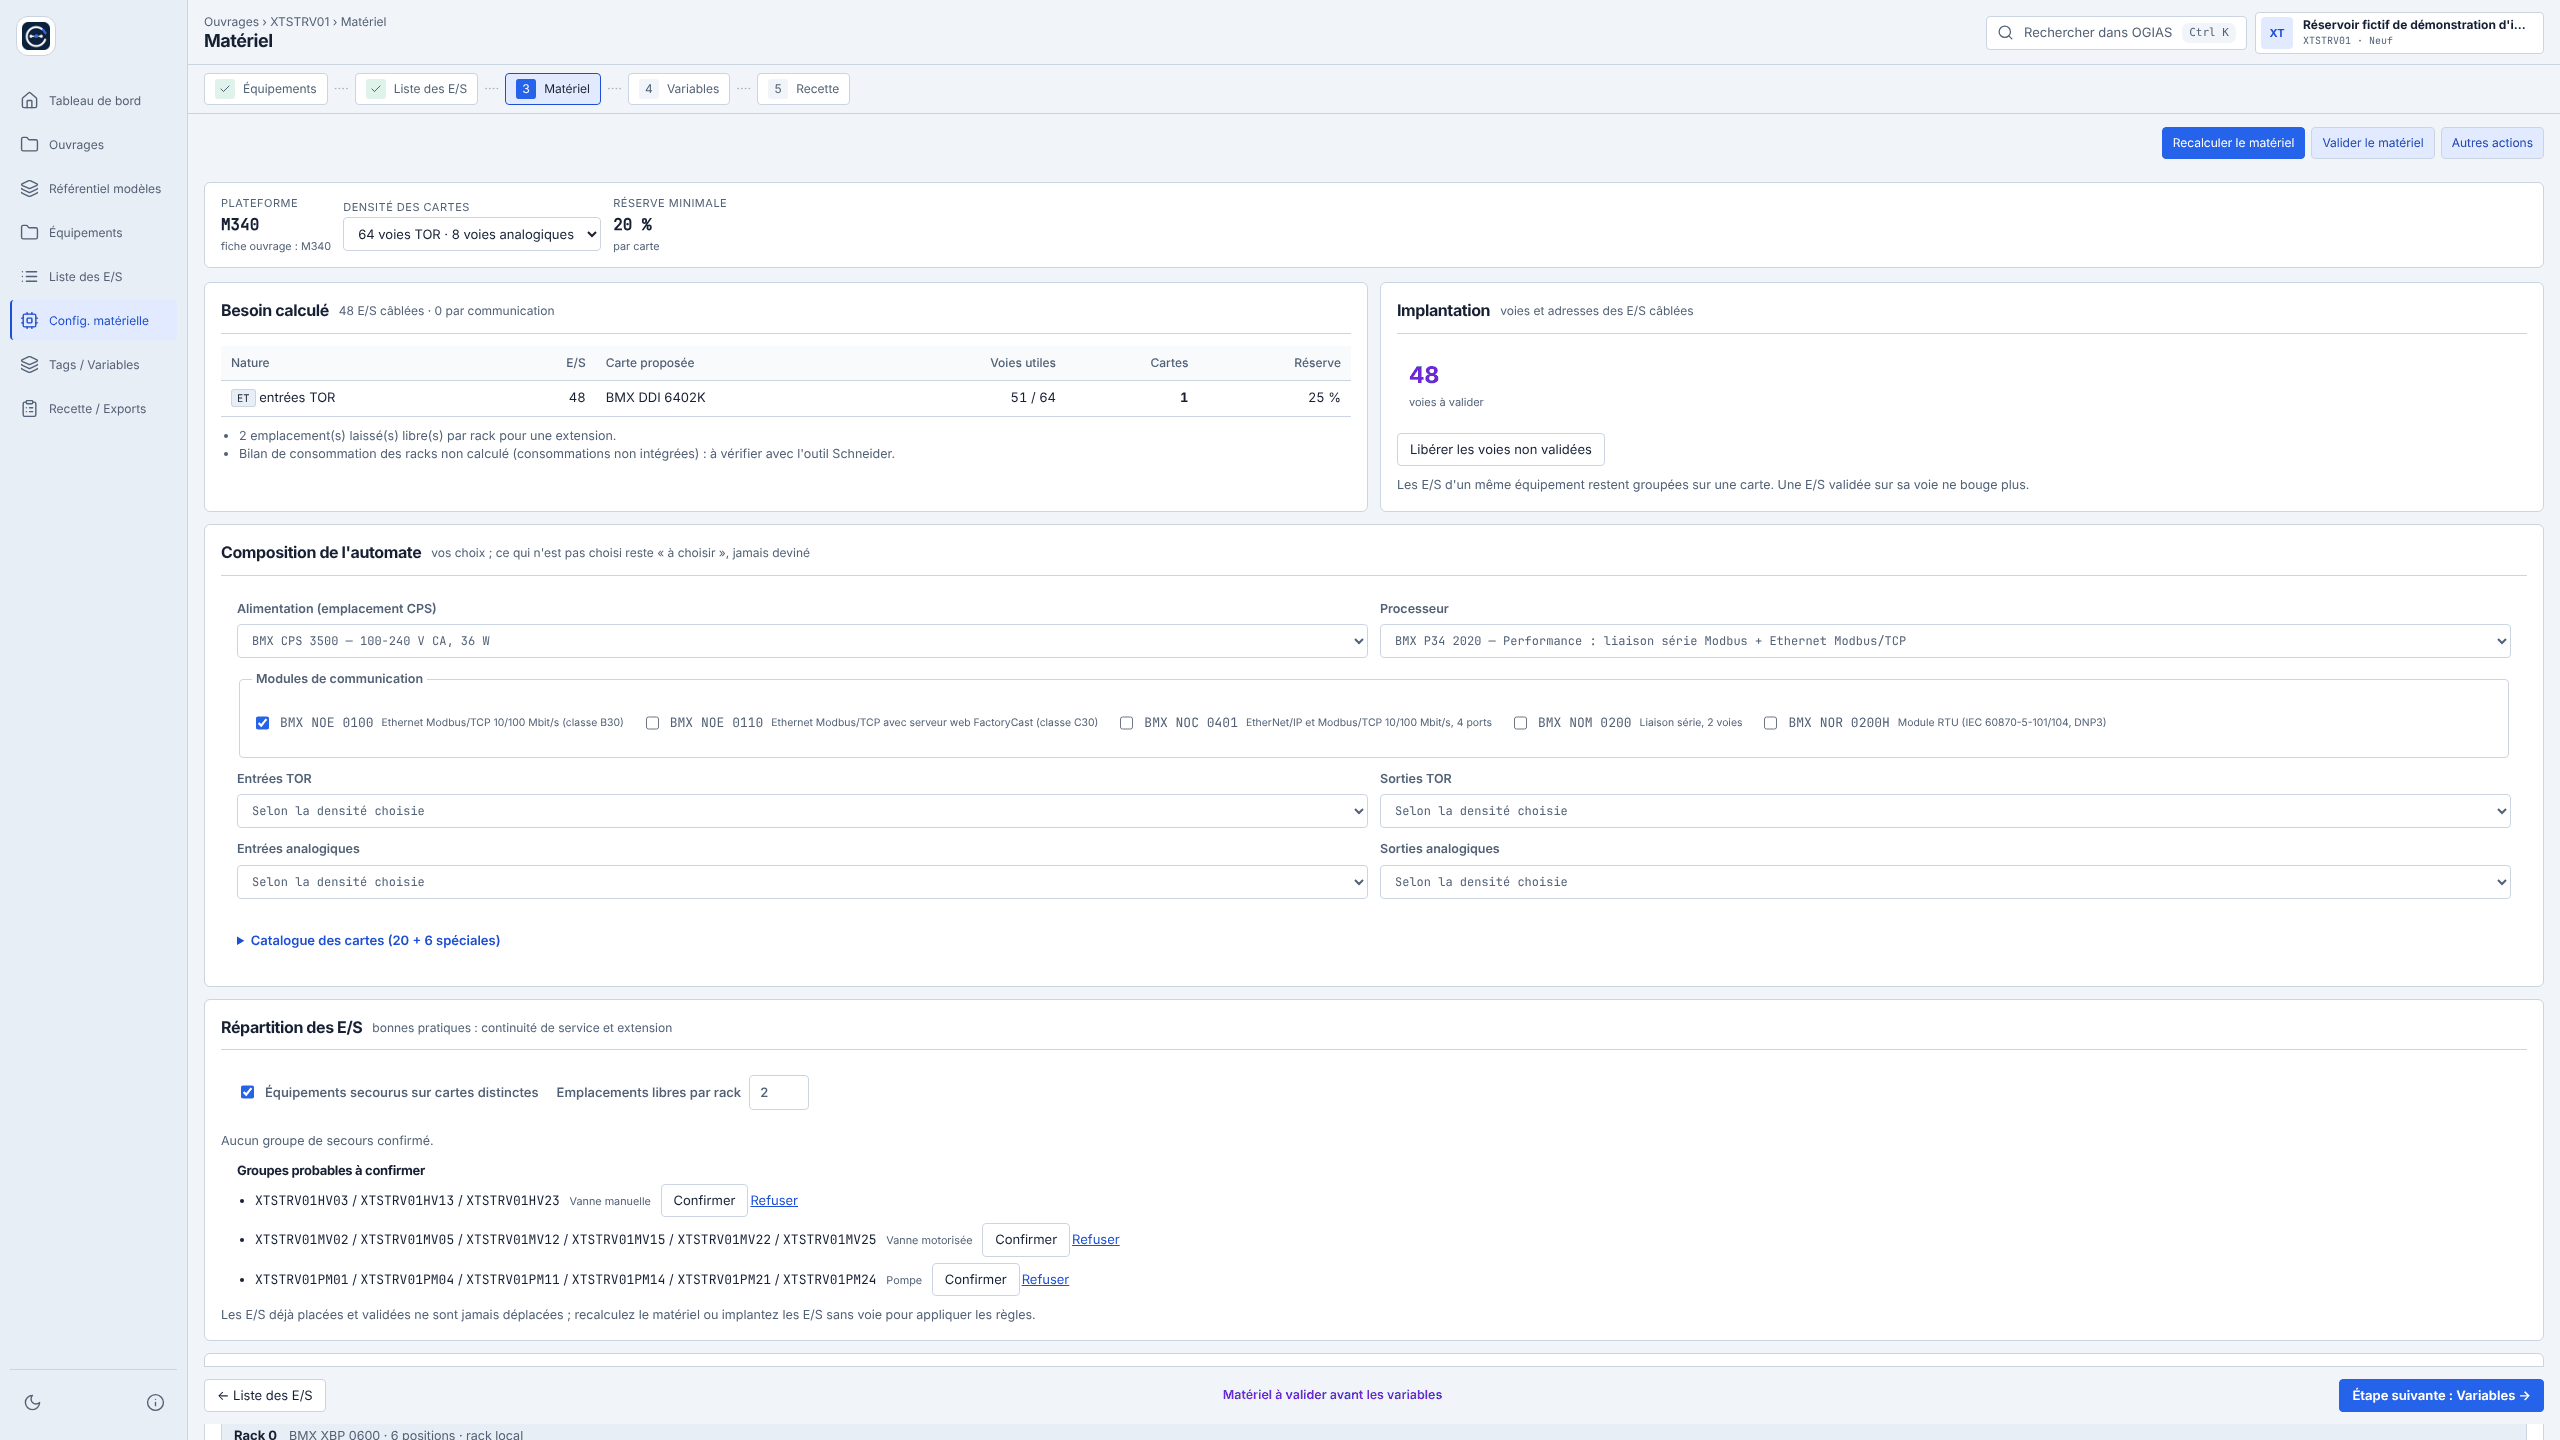 Ouvrages › XTSTRV01 › Matériel
Matériel
Rechercher dans OGIAS Ctrl K
XT
Réservoir fictif de démonstration d'i...
XTSTRV01 · Neuf
Tableau de bord
Ouvrages
Référentiel modèles
Équipements
Liste des E/S
Config. matérielle
Tags / Variables
Recette / Exports
Équipements
Liste des E/S
3 Matériel
4 Variables
5 Recette
Recalculer le matériel
Valider le matériel
Autres actions
PLATEFORME
M340
fiche ouvrage : M340
DENSITÉ DES CARTES
64 voies TOR · 8 voies analogiques
RÉSERVE MINIMALE
20 %
par carte
Besoin calculé 48 E/S câblées · 0 par communication
Nature E/S Carte proposée Voies utiles Cartes Réserve
ET entrées TOR 48 BMX DDI 6402K 51 / 64 1 25 %
• 2 emplacement(s) laissé(s) libre(s) par rack pour une extension.
• Bilan de consommation des racks non calculé (consommations non intégrées) : à vérifier avec l'outil Schneider.
Implantation voies et adresses des E/S câblées
48
voies à valider
Libérer les voies non validées
Les E/S d'un même équipement restent groupées sur une carte. Une E/S validée sur sa voie ne bouge plus.
Composition de l'automate vos choix ; ce qui n'est pas choisi reste « à choisir », jamais deviné
Alimentation (emplacement CPS)
BMX CPS 3500 — 100-240 V CA, 36 W
Processeur
BMX P34 2020 — Performance : liaison série Modbus + Ethernet Modbus/TCP
Modules de communication
BMX NOE 0100 Ethernet Modbus/TCP 10/100 Mbit/s (classe B30)
BMX NOE 0110 Ethernet Modbus/TCP avec serveur web FactoryCast (classe C30)
BMX NOC 0401 EtherNet/IP et Modbus/TCP 10/100 Mbit/s, 4 ports
BMX NOM 0200 Liaison série, 2 voies
BMX NOR 0200H Module RTU (IEC 60870-5-101/104, DNP3)
Entrées TOR
Selon la densité choisie
Sorties TOR
Selon la densité choisie
Entrées analogiques
Selon la densité choisie
Sorties analogiques
Selon la densité choisie
Catalogue des cartes (20 + 6 spéciales)
Répartition des E/S bonnes pratiques : continuité de service et extension
Équipements secourus sur cartes distinctes
Emplacements libres par rack 2
Aucun groupe de secours confirmé.
Groupes probables à confirmer
• XTSTRV01HV03 / XTSTRV01HV13 / XTSTRV01HV23 Vanne manuelle Confirmer Refuser
• XTSTRV01MV02 / XTSTRV01MV05 / XTSTRV01MV12 / XTSTRV01MV15 / XTSTRV01MV22 / XTSTRV01MV25 Vanne motorisée Confirmer Refuser
• XTSTRV01PM01 / XTSTRV01PM04 / XTSTRV01PM11 / XTSTRV01PM14 / XTSTRV01PM21 / XTSTRV01PM24 Pompe Confirmer Refuser
Les E/S déjà placées et validées ne sont jamais déplacées ; recalculez le matériel ou implantez les E/S sans voie pour appliquer les règles.
← Liste des E/S
Matériel à valider avant les variables
Étape suivante : Variables →
Rack 0 BMX XBP 0600 · 6 positions · rack local